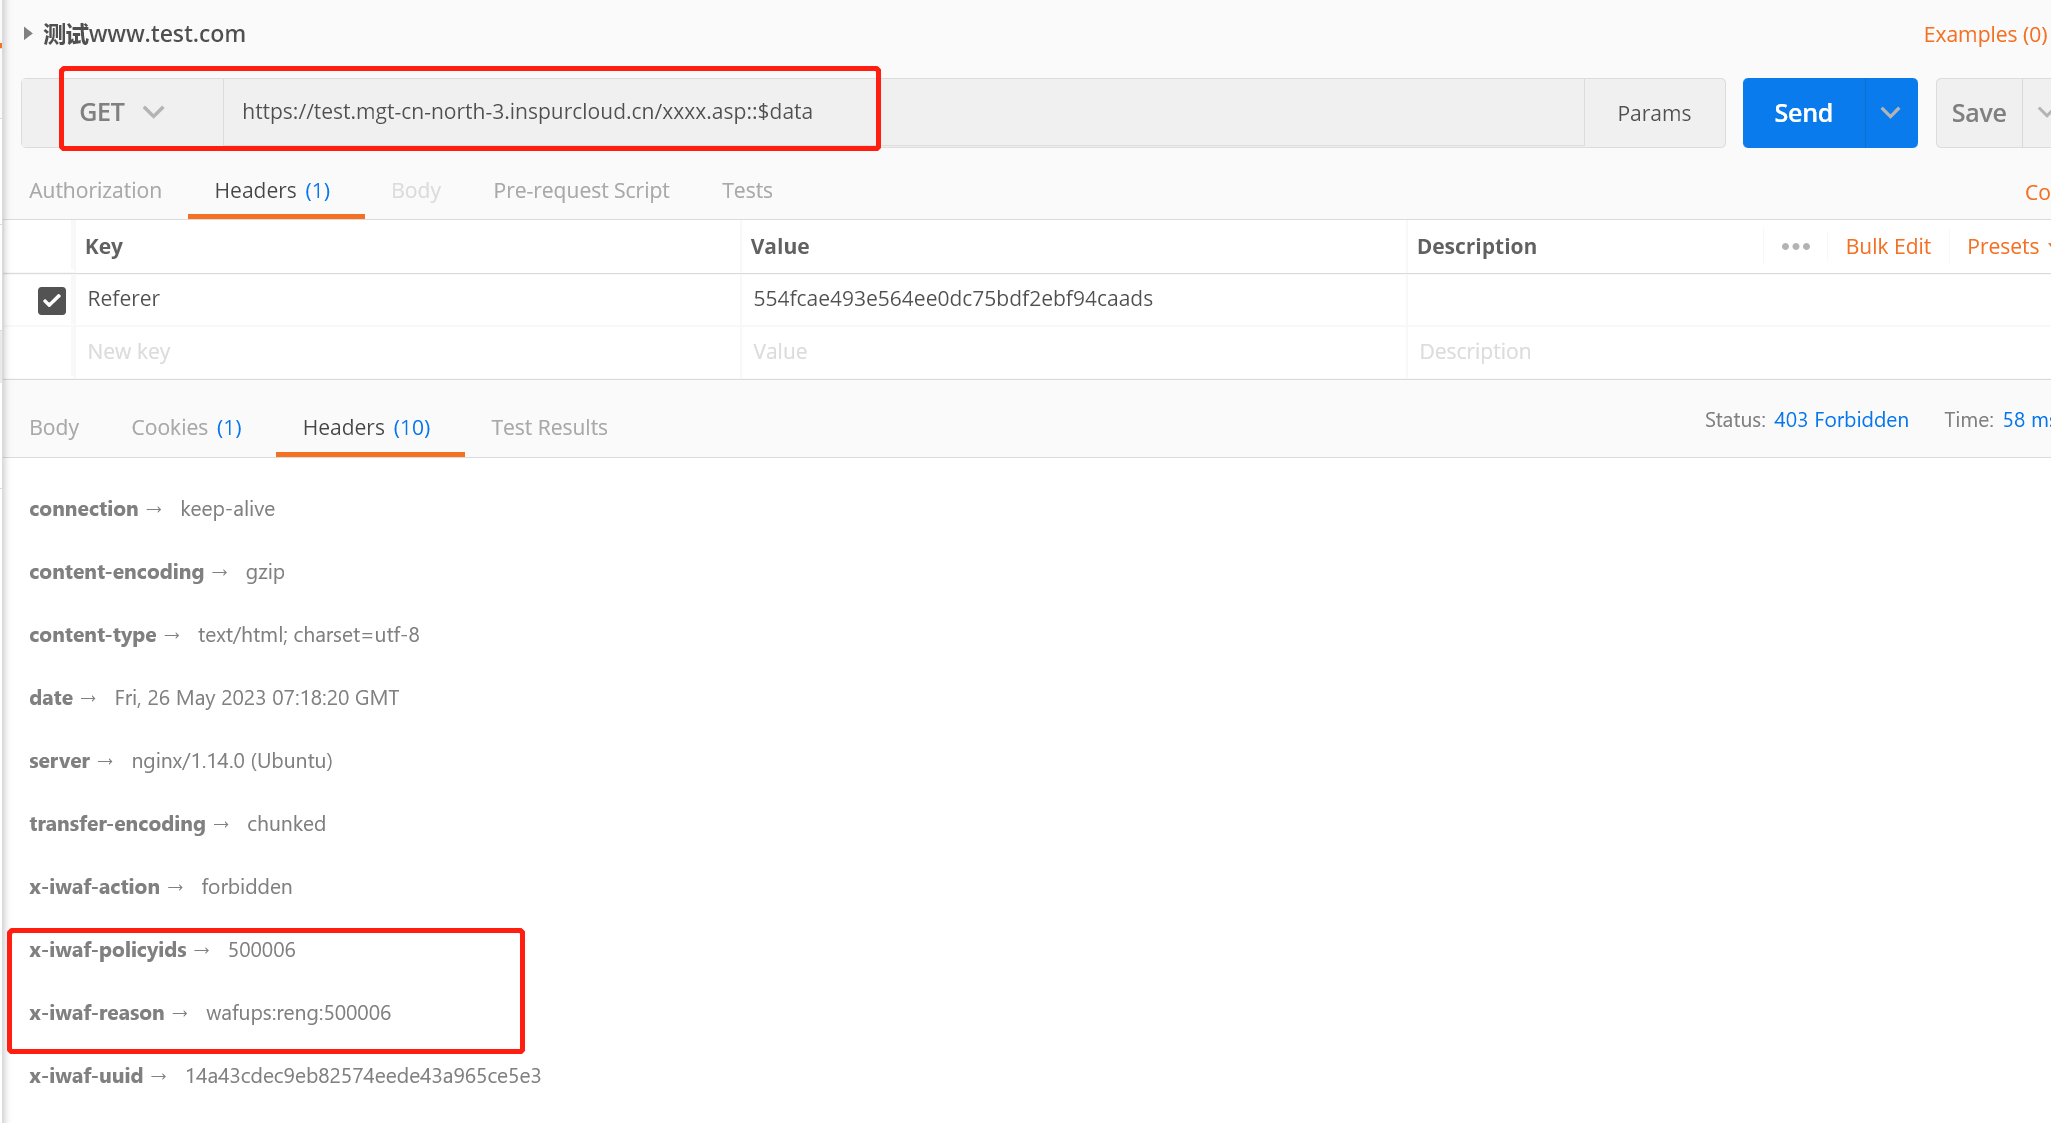 测试www.test.com
Examples (0)
GET https://test.mgt-cn-north-3.inspurcloud.cn/xxxx.asp::$data Params Send Save
Authorization Headers (1) Body Pre-request Script Tests Co
Key Value Description ••• Bulk Edit Presets
Referer 554fcae493e564ee0dc75bdf2ebf94caads
New key Value Description
Body Cookies (1) Headers (10) Test Results Status: 403 Forbidden Time: 58 ms
connection → keep-alive
content-encoding → gzip
content-type → text/html; charset=utf-8
date → Fri, 26 May 2023 07:18:20 GMT
server → nginx/1.14.0 (Ubuntu)
transfer-encoding → chunked
x-iwaf-action → forbidden
x-iwaf-policyids → 500006
x-iwaf-reason → wafups:reng:500006
x-iwaf-uuid → 14a43cdec9eb82574eede43a965ce5e3